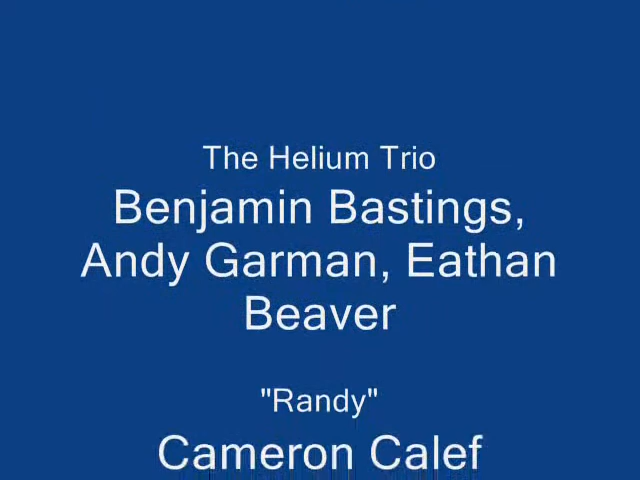 The Helium Trio
Benjamin Bastings,
Andy Garman, Eathan
Beaver
"Randy"
Cameron Calef